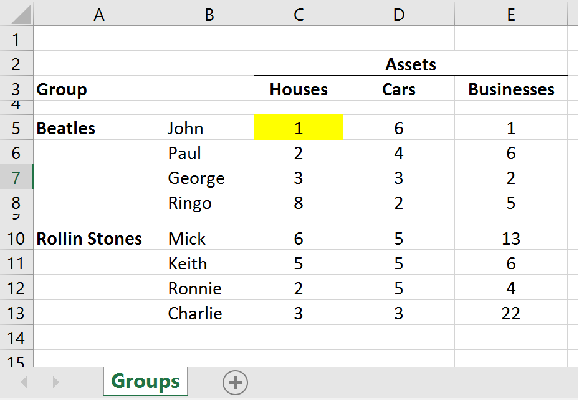 A B C D E
1
2 Assets
3 Group Houses Cars Businesses
4
5 Beatles John 1 6 1
6 Paul 2 4 6
7 George 3 3 2
8 Ringo 8 2 5
9
10 Rollin Stones Mick 6 5 13
11 Keith 5 5 6
12 Ronnie 2 5 4
13 Charlie 3 3 22
14
15
Groups